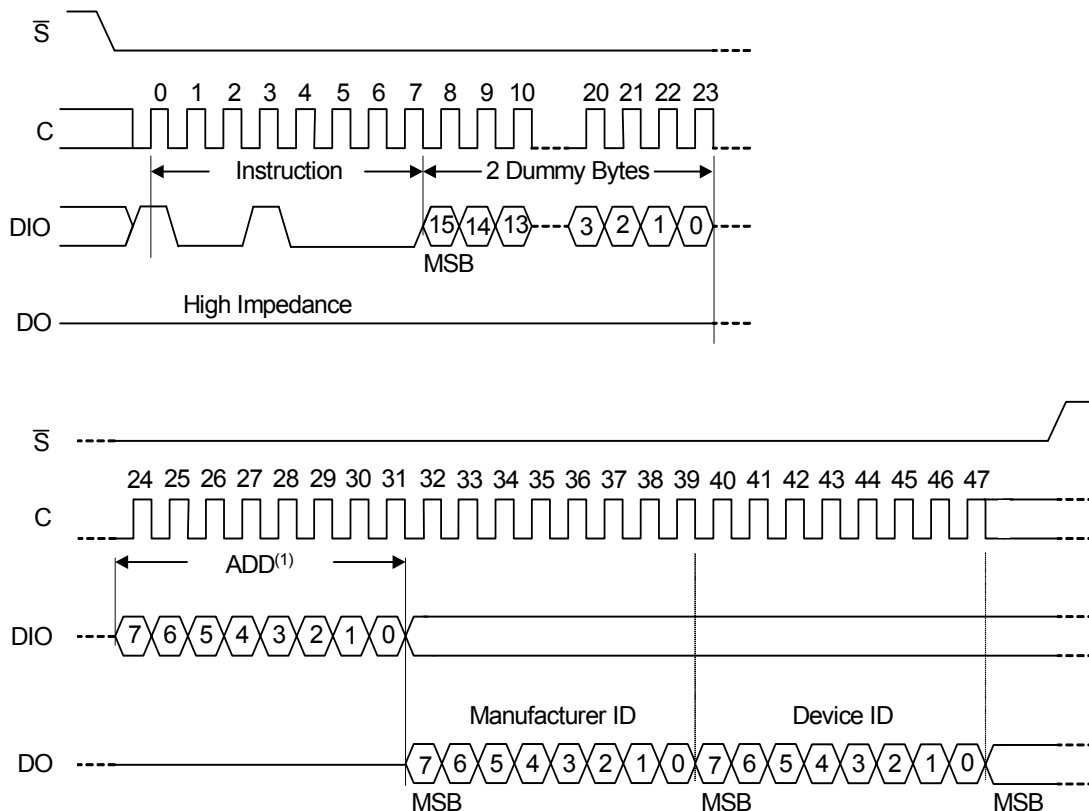 S̅
0 1 2 3 4 5 6 7 8 9 10 20 21 22 23
C
Instruction 2 Dummy Bytes
DIO 15 14 13 3 2 1 0
MSB
High Impedance
DO
S̅
24 25 26 27 28 29 30 31 32 33 34 35 36 37 38 39 40 41 42 43 44 45 46 47
C
ADD(1)
DIO 7 6 5 4 3 2 1 0
Manufacturer ID Device ID
DO 7 6 5 4 3 2 1 0 7 6 5 4 3 2 1 0
MSB MSB MSB